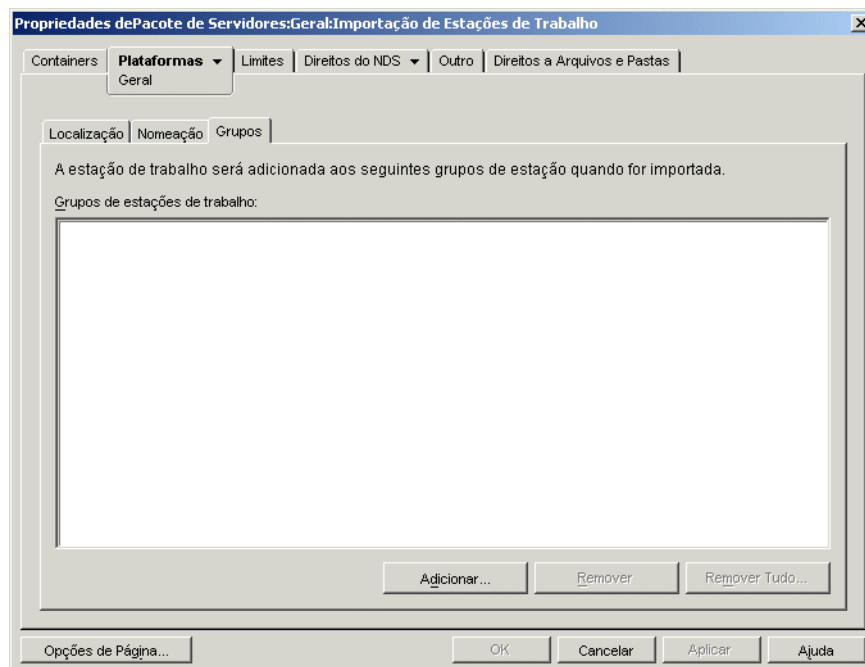 Propriedades dePacote de Servidores:Geral:Importação de Estações de Trabalho
Containers Plataformas Limites Direitos do NDS Outro Direitos a Arquivos e Pastas
Geral
Localização Nomeação Grupos
A estação de trabalho será adicionada aos seguintes grupos de estação quando for importada.
Grupos de estações de trabalho:
Adicionar... Remover Remover Tudo...
Opções de Página... OK Cancelar Aplicar Ajuda